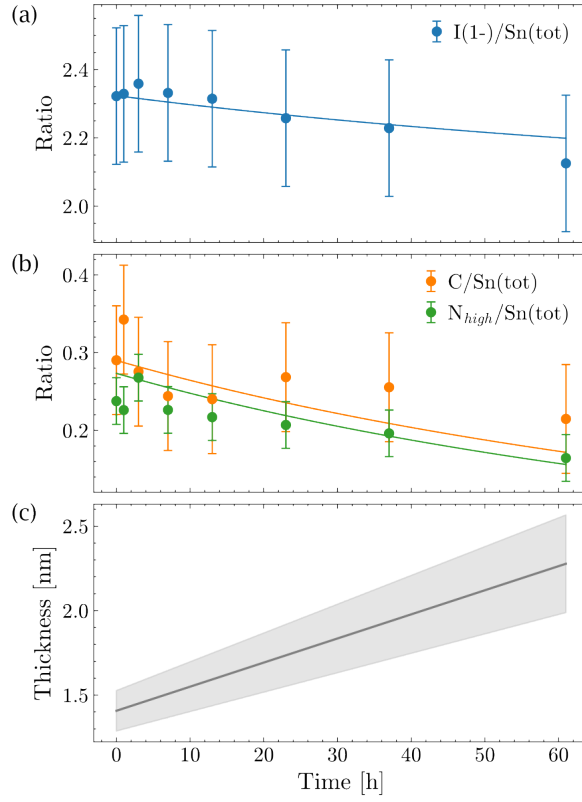 (a)
I(1-)/Sn(tot)
2.4
2.2
2.0
Ratio
(b)
C/Sn(tot)
N_high/Sn(tot)
0.4
0.3
0.2
Ratio
(c)
2.5
2.0
1.5
Thickness [nm]
0 10 20 30 40 50 60
Time [h]